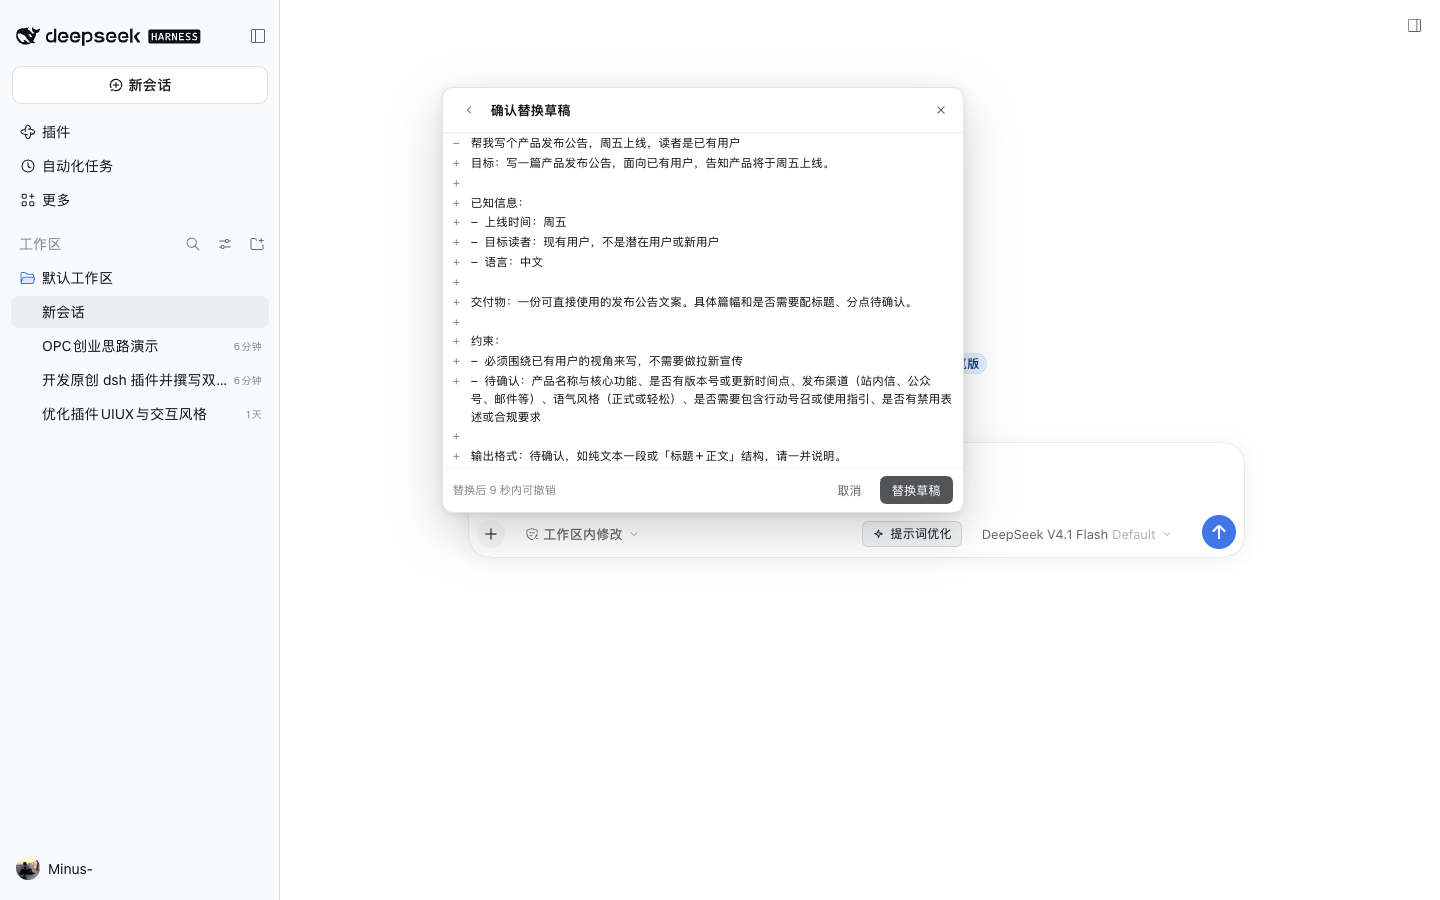 deepseek HARNESS
新会话
插件
自动化任务
更多
工作区
默认工作区
新会话
OPC创业思路演示 6分钟
开发原创 dsh 插件并撰写双... 6分钟
优化插件UIUX与交互风格 1天
Minus-
确认替换草稿
− 帮我写个产品发布公告，周五上线，读者是已有用户
+ 目标：写一篇产品发布公告，面向已有用户，告知产品将于周五上线。
+
+ 已知信息：
+ - 上线时间：周五
+ - 目标读者：现有用户，不是潜在用户或新用户
+ - 语言：中文
+
+ 交付物：一份可直接使用的发布公告文案。具体篇幅和是否需要配标题、分点待确认。
+
+ 约束：
+ - 必须围绕已有用户的视角来写，不需要做拉新宣传
+ - 待确认：产品名称与核心功能、是否有版本号或更新时间点、发布渠道（站内信、公众
号、邮件等）、语气风格（正式或轻松）、是否需要包含行动号召或使用指引、是否有禁用表
述或合规要求
+
+ 输出格式：待确认，如纯文本一段或「标题＋正文」结构，请一并说明。
替换后 9 秒内可撤销
取消
替换草稿
版
工作区内修改
提示词优化
DeepSeek V4.1 Flash Default